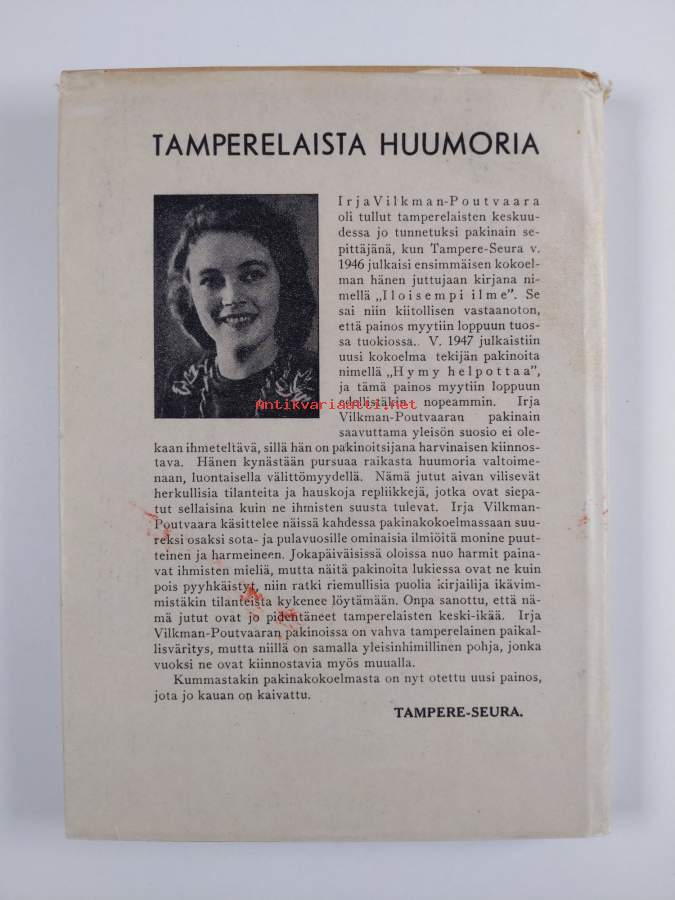 TAMPERELAISTA HUUMORIA
Irja Vilkman-Poutvaara
oli tullut tamperelaisten keskuu-
dessa jo tunnetuksi pakinain se-
pittäjänä, kun Tampere-Seura v.
1946 julkaisi ensimmäisen kokoel-
man hänen juttujaan kirjana ni-
mellä „Iloisempi ilme”. Se
sai niin kiitollisen vastaanoton,
että painos myytiin loppuun tuos-
sa tuokiossa.. V. 1947 julkaistiin
uusi kokoelma tekijän pakinoita
nimellä „Hymy helpottaa”,
ja tämä painos myytiin loppuun
edellistäkin nopeammin. Irja
Antikvariaatti.net
Vilkman-Poutvaaran pakinain
saavuttama yleisön suosio ei ole-
kaan ihmeteltävä, sillä hän on pakinoitsijana harvinaisen kiinnos-
tava. Hänen kynästään pursuaa raikasta huumoria valtoime-
naan, luontaisella välittömyydellä. Nämä jutut aivan vilisevät
herkullisia tilanteita ja hauskoja repliikkejä, jotka ovat siepa-
tut sellaisina kuin ne ihmisten suusta tulevat. Irja Vilkman-
Poutvaara käsittelee näissä kahdessa pakinakokoelmassaan suu-
reksi osaksi sota- ja pulavuosille ominaisia ilmiöitä monine puut-
teinen ja harmeineen. Jokapäiväisissä oloissa nuo harmit paina-
vat ihmisten mieliä, mutta näitä pakinoita lukiessa ovat ne kuin
pois pyyhkäistyt, niin ratki riemullisia puolia kirjailija ikävim-
mistäkin tilanteista kykenee löytämään. Onpa sanottu, että nä-
mä jutut ovat jo pidentäneet tamperelaisten keski-ikää. Irja
Vilkman-Poutvaaran pakinoissa on vahva tamperelainen paikal-
lisväritys, mutta niillä on samalla yleisinhimillinen pohja, jonka
vuoksi ne ovat kiinnostavia myös muualla.
Kummastakin pakinakokoelmasta on nyt otettu uusi painos,
jota jo kauan on kaivattu.
TAMPERE-SEURA.